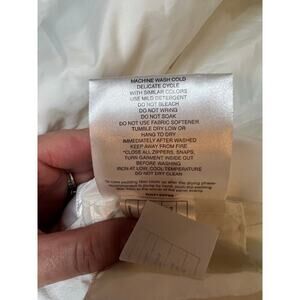 MACHINE WASH COLD
DELICATE CYCLE
WITH SIMILAR COLORS
USE MILD DETERGENT
DO NOT BLEACH
DO NOT WRING
DO NOT SOAK
DO NOT USE FABRIC SOFTENER
TUMBLE DRY LOW OR
HANG TO DRY
IMMEDIATELY AFTER WASHED
KEEP AWAY FROM FIRE
*CLOSE ALL ZIPPERS, SNAPS,
TURN GARMENT INSIDE OUT
BEFORE WASHING
IRON AT LOW, COOL TEMPERATURE
DO NOT DRY CLEAN